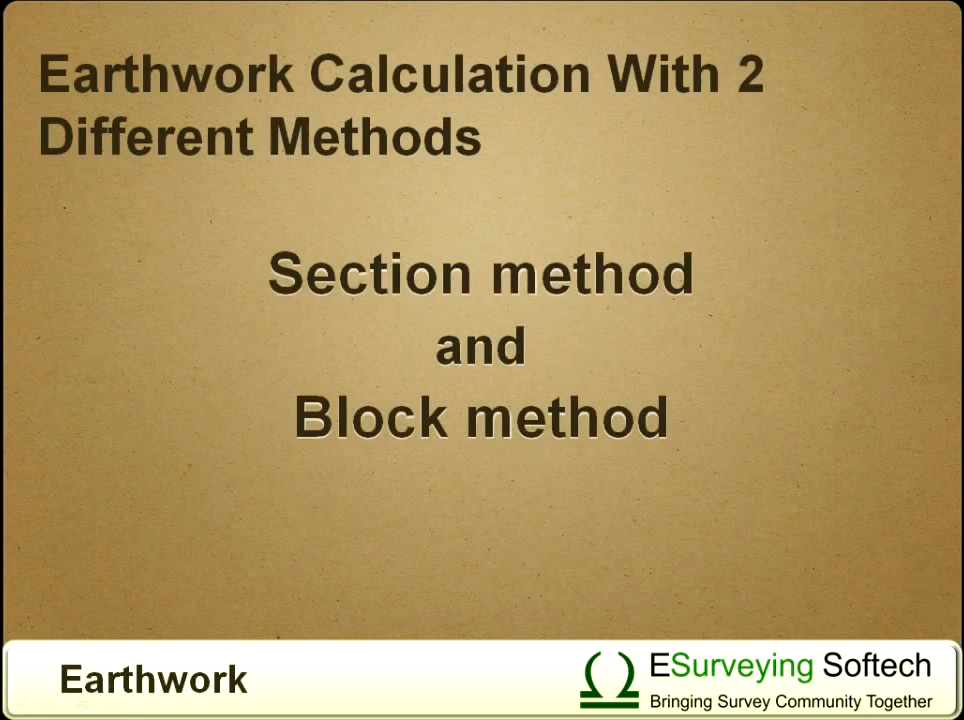 Earthwork Calculation With 2
Different Methods
Section method
and
Block method
Earthwork
ESurveying Softech
Bringing Survey Community Together